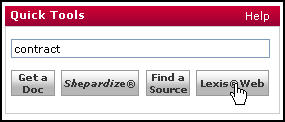 Quick Tools Help
contract
Get a Doc Shepardize® Find a Source Lexis®Web